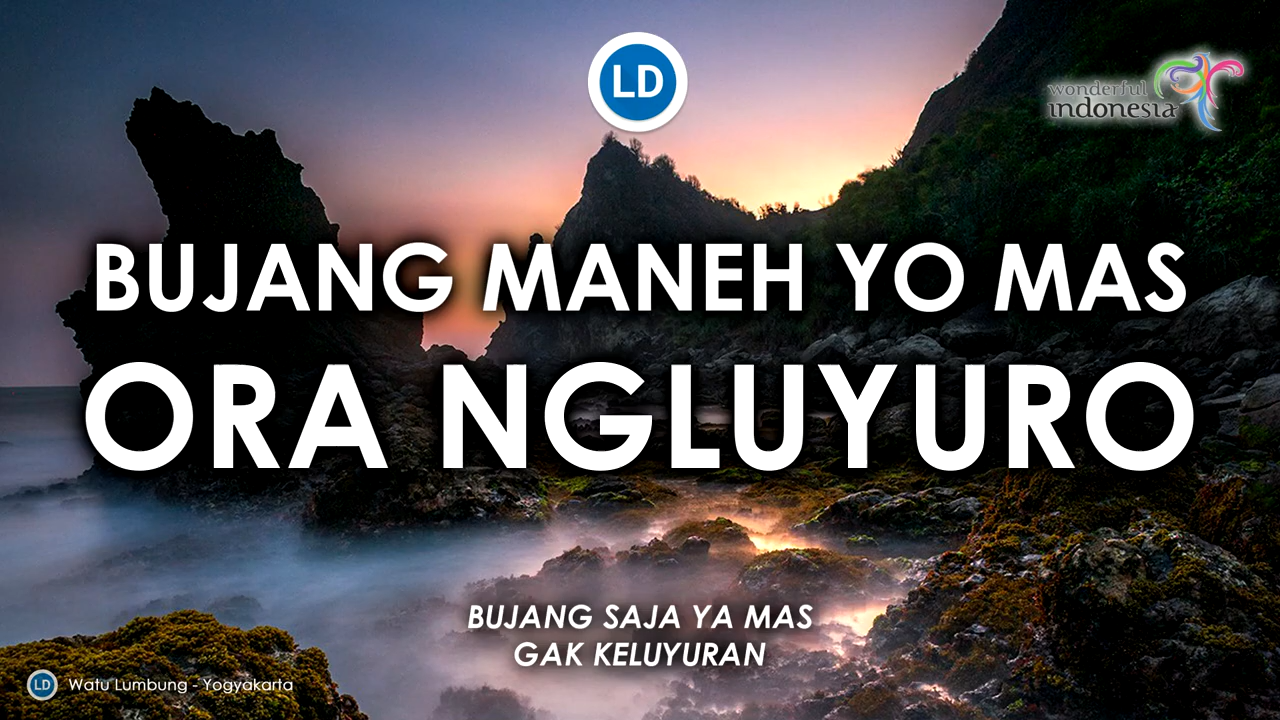 LD
wonderful
indonesia
BUJANG MANEH YO MAS
ORA NGLUYURO
BUJANG SAJA YA MAS
GAK KELUYURAN
LD Watu Lumbung - Yogyakarta